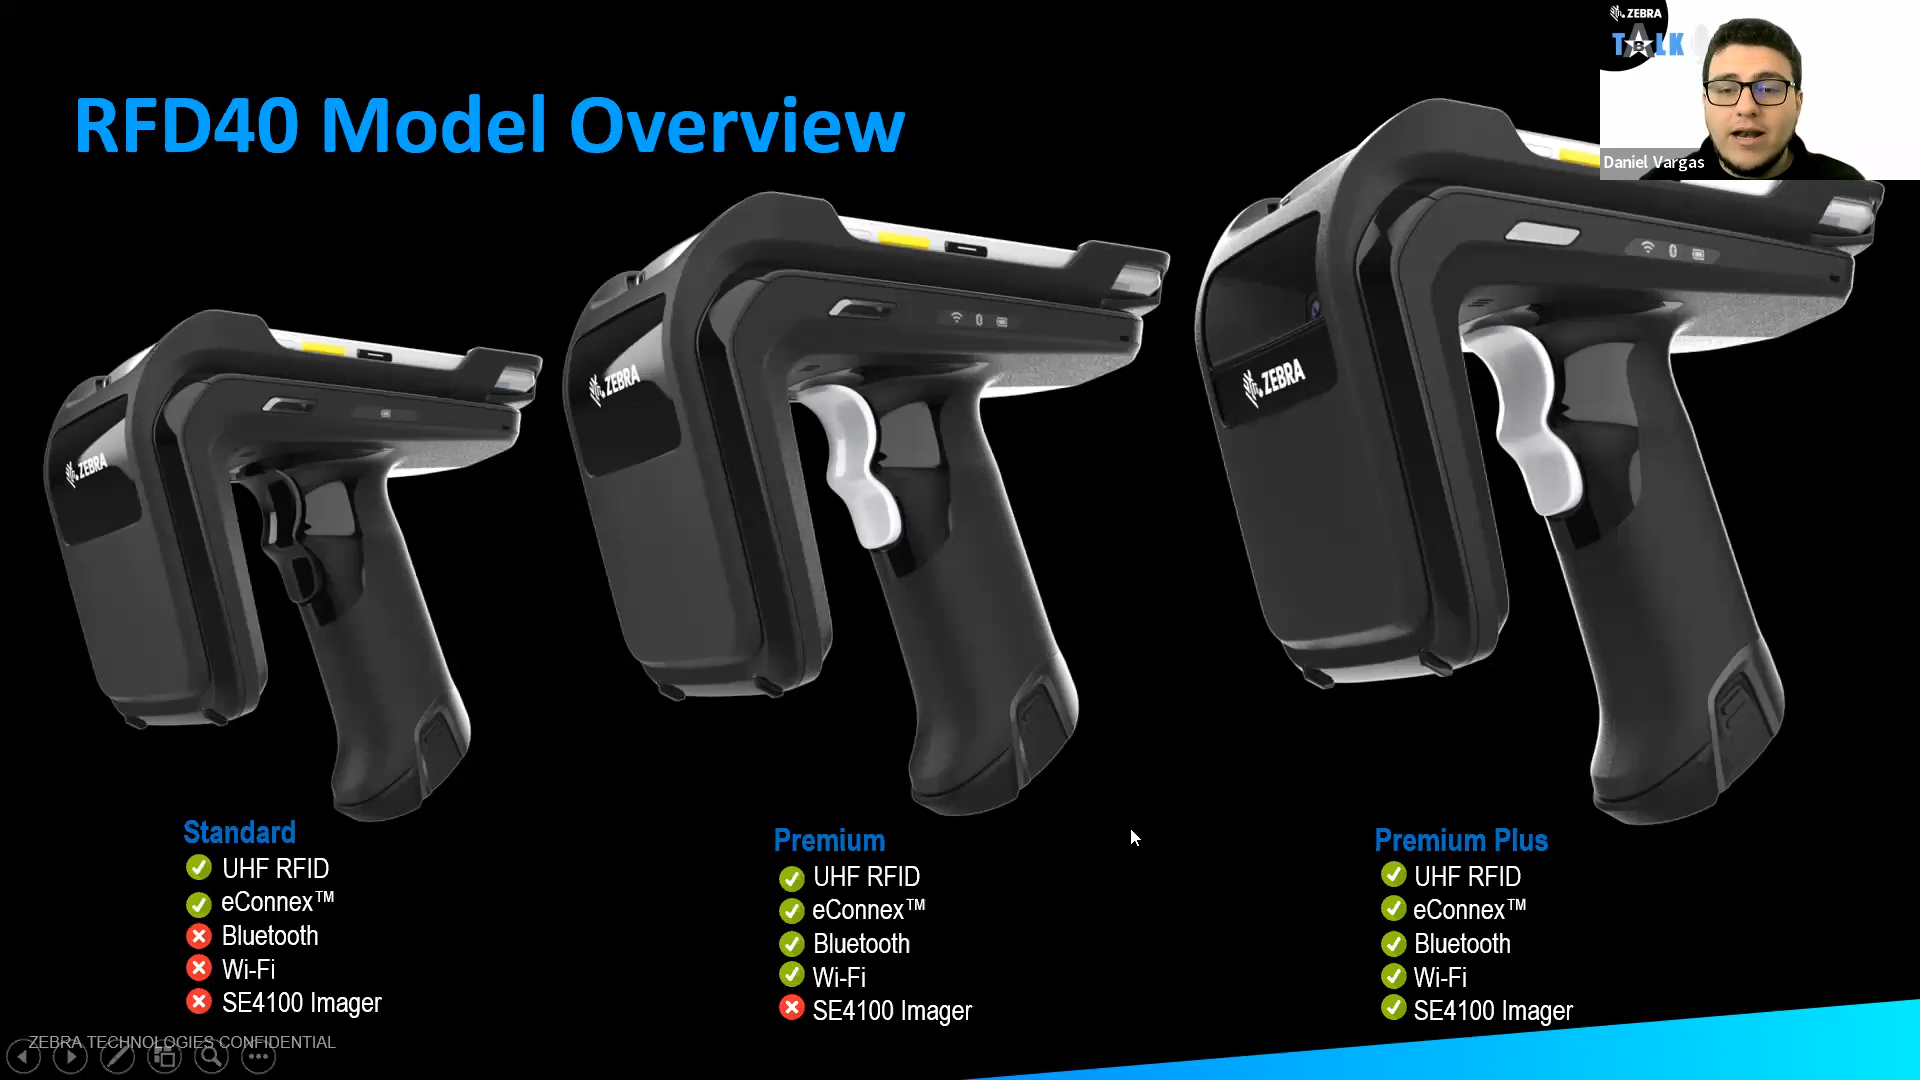 ZEBRA
TALK
B
Daniel Vargas
RFD40 Model Overview
ZEBRA
ZEBRA
ZEBRA
Standard
UHF RFID
eConnex™
Bluetooth
Wi-Fi
SE4100 Imager
Premium
UHF RFID
eConnex™
Bluetooth
Wi-Fi
SE4100 Imager
Premium Plus
UHF RFID
eConnex™
Bluetooth
Wi-Fi
SE4100 Imager
ZEBRA TECHNOLOGIES CONFIDENTIAL